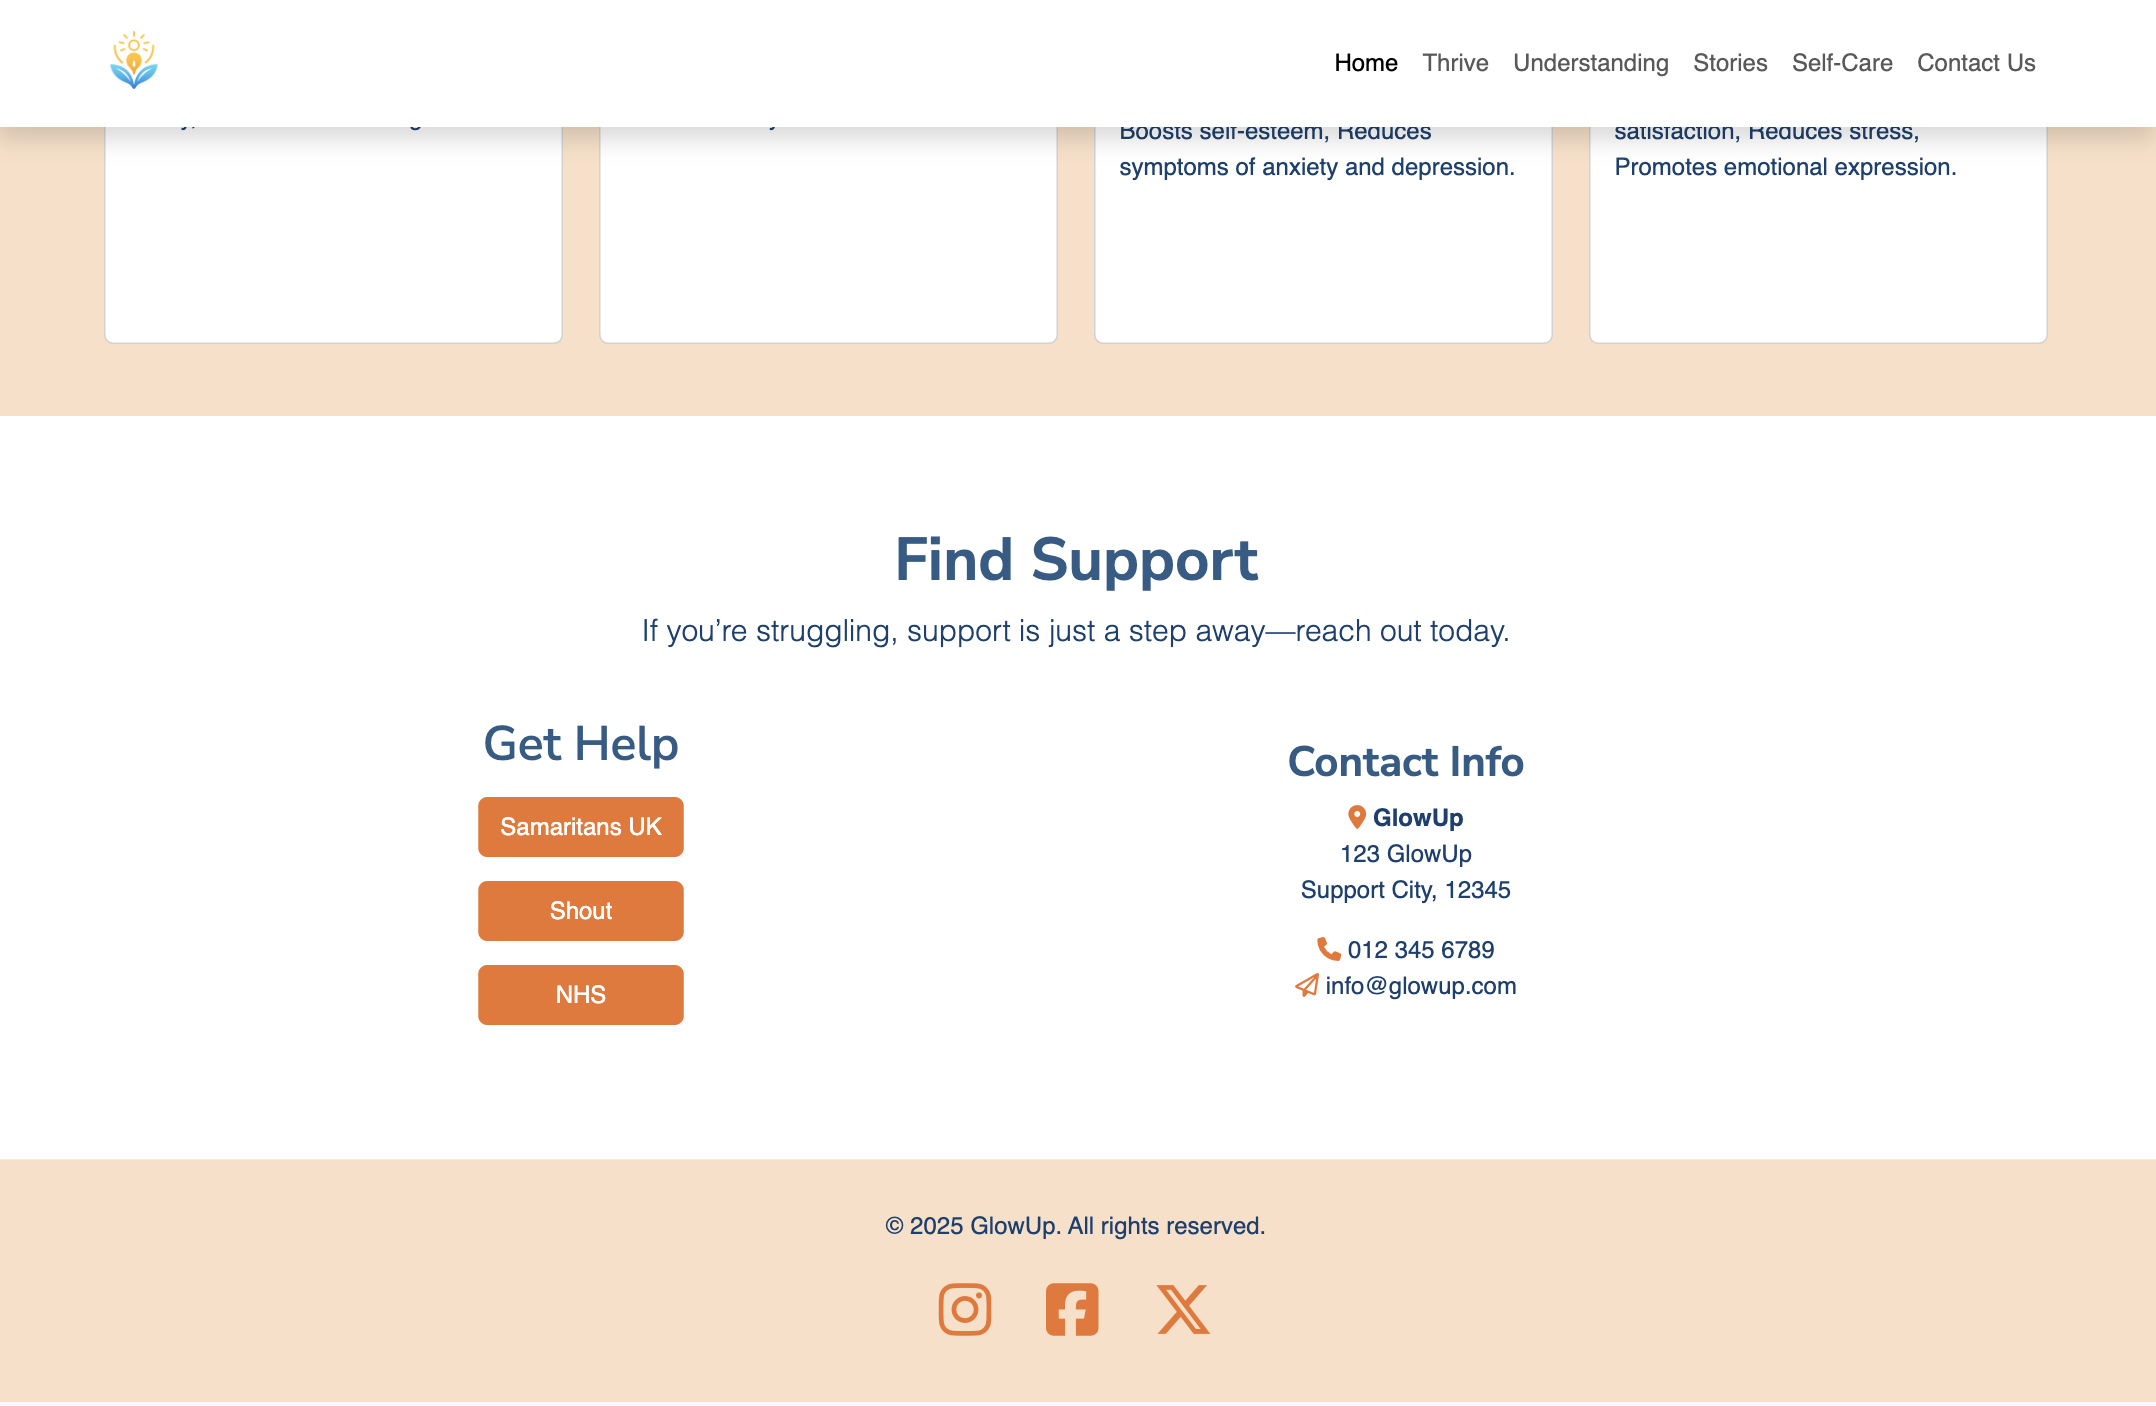 Home Thrive Understanding Stories Self-Care Contact Us
Boosts self-esteem, Reduces
symptoms of anxiety and depression.
satisfaction, Reduces stress,
Promotes emotional expression.
Find Support
If you’re struggling, support is just a step away—reach out today.
Get Help
Samaritans UK
Shout
NHS
Contact Info
GlowUp
123 GlowUp
Support City, 12345
012 345 6789
info@glowup.com
© 2025 GlowUp. All rights reserved.